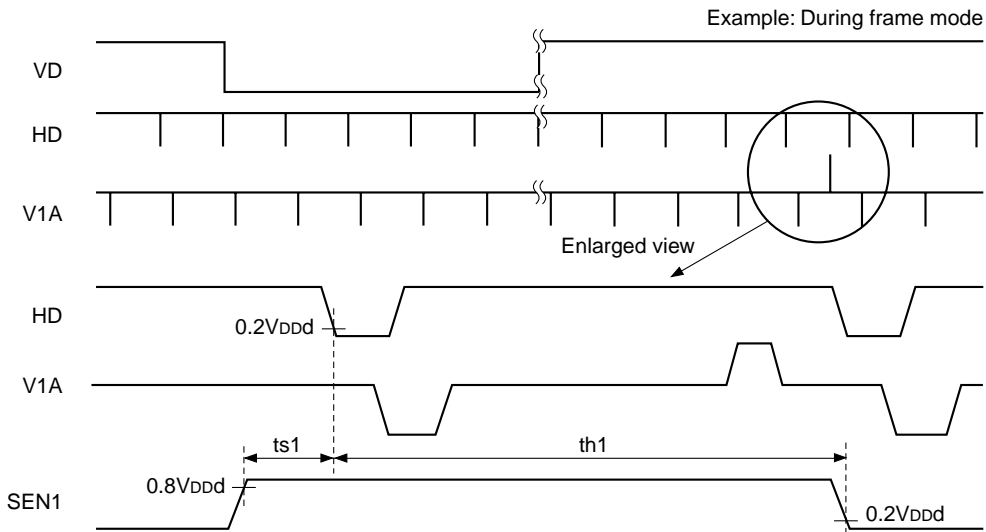 Example: During frame mode
VD
HD
V1A
Enlarged view
HD
0.2VDDd
V1A
ts1
th1
0.8VDDd
SEN1
0.2VDDd